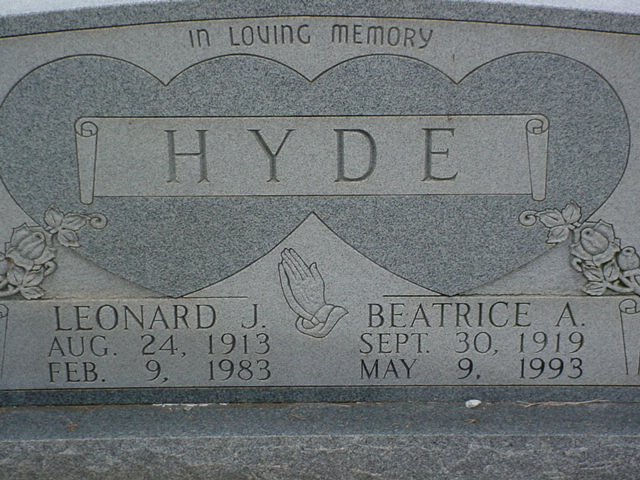 IN LOVING MEMORY
HYDE
LEONARD J.
AUG. 24, 1913
FEB. 9, 1983
BEATRICE A.
SEPT. 30, 1919
MAY 9, 1993